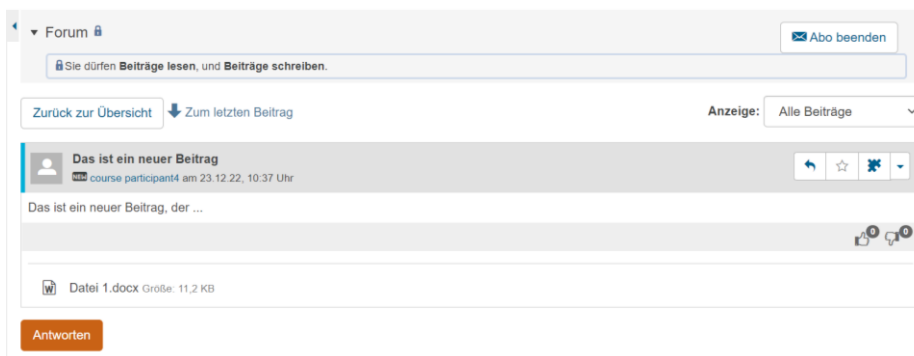 Forum
Abo beenden
Sie dürfen Beiträge lesen, und Beiträge schreiben.
Zurück zur Übersicht Zum letzten Beitrag Anzeige: Alle Beiträge
Das ist ein neuer Beitrag
NEW course participant4 am 23.12.22, 10:37 Uhr
Das ist ein neuer Beitrag, der ...
0 0
W Datei 1.docx Größe: 11,2 KB
Antworten